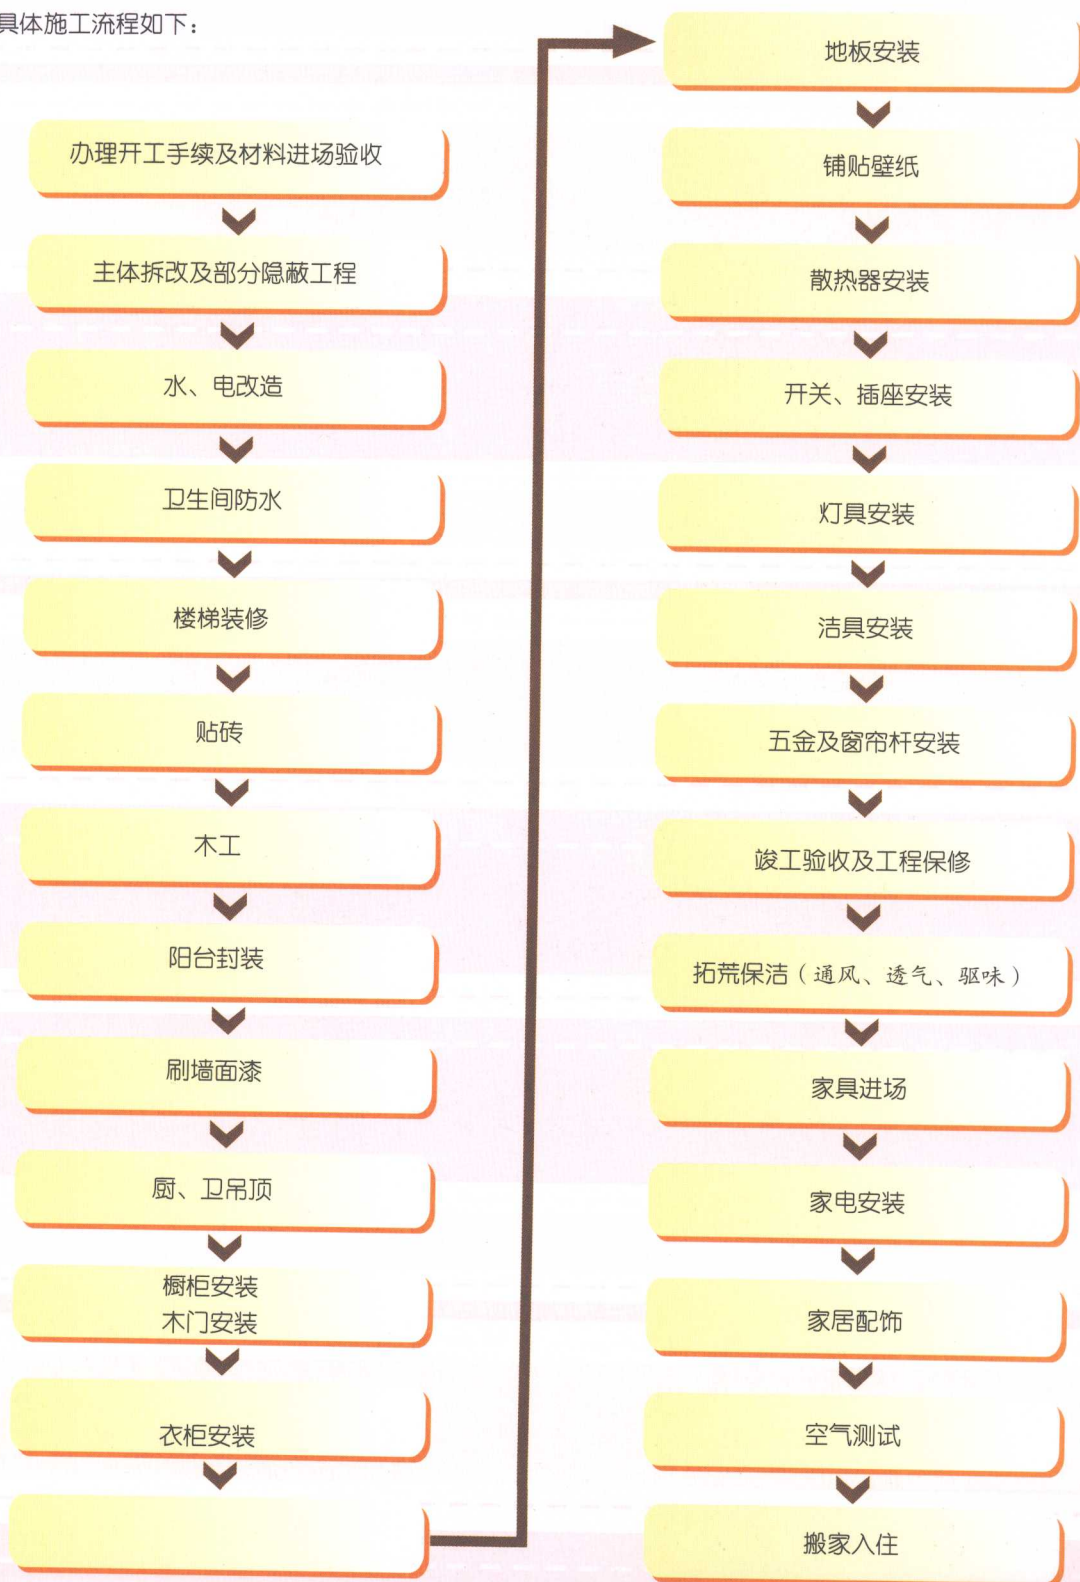 具体施工流程如下：
办理开工手续及材料进场验收
主体拆改及部分隐蔽工程
水、电改造
卫生间防水
楼梯装修
贴砖
木工
阳台封装
刷墙面漆
厨、卫吊顶
橱柜安装
木门安装
衣柜安装
地板安装
铺贴壁纸
散热器安装
开关、插座安装
灯具安装
洁具安装
五金及窗帘杆安装
竣工验收及工程保修
拓荒保洁（通风、透气、驱味）
家具进场
家电安装
家居配饰
空气测试
搬家入住